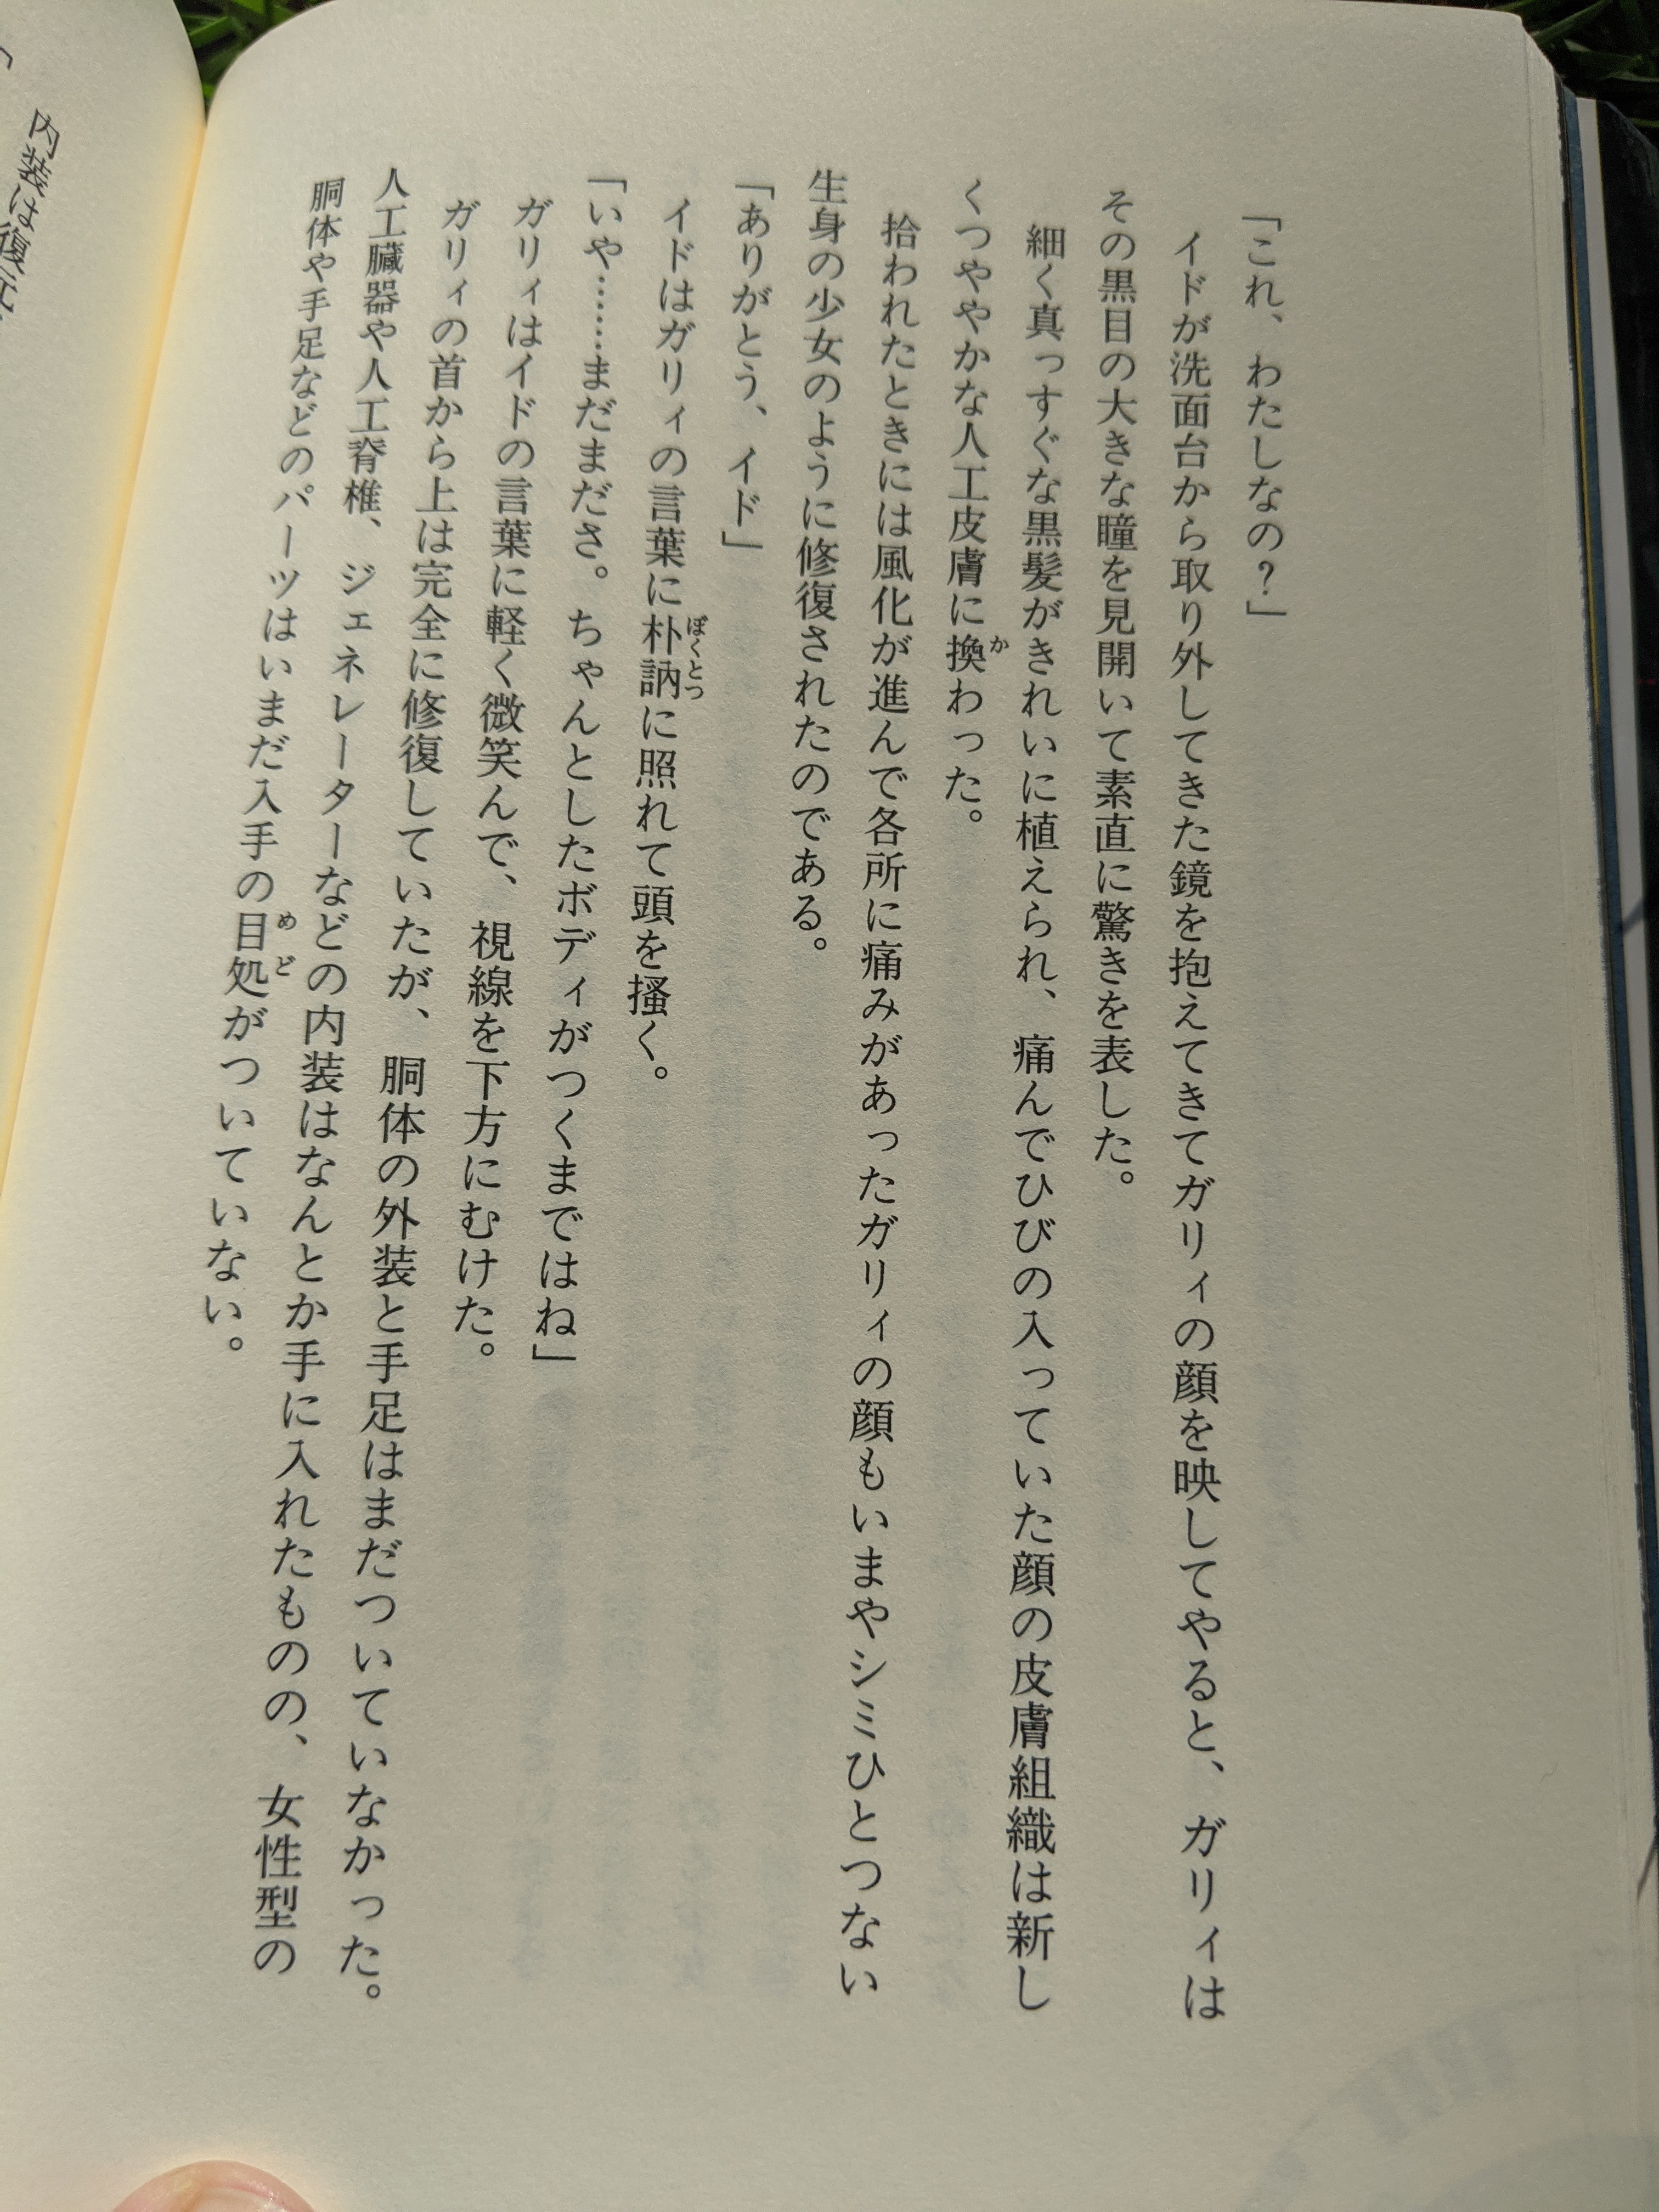 「これ、わたしなの？」
イドが洗面台から取り外してきた鏡を抱えてきてガリィの顔を映してやると、ガリィは
その黒目の大きな瞳を見開いて素直に驚きを表した。
細く真っすぐな黒髪がきれいに植えられ、痛んでひびの入っていた顔の皮膚組織は新し
くつややかな人工皮膚に換わった。
拾われたときには風化が進んで各所に痛みがあったガリィの顔もいまやシミひとつない
生身の少女のように修復されたのである。
「ありがとう、イド」
イドはガリィの言葉に朴訥に照れて頭を掻く。
「いや……まだまださ。ちゃんとしたボディがつくまではね」
ガリィはイドの言葉に軽く微笑んで、視線を下方にむけた。
ガリィの首から上は完全に修復していたが、胴体の外装と手足はまだついていなかった。
人工臓器や人工脊椎、ジェネレーターなどの内装はなんとか手に入れたものの、女性型の
胴体や手足などのパーツはいまだ入手の目処がついていない。
内装は復元